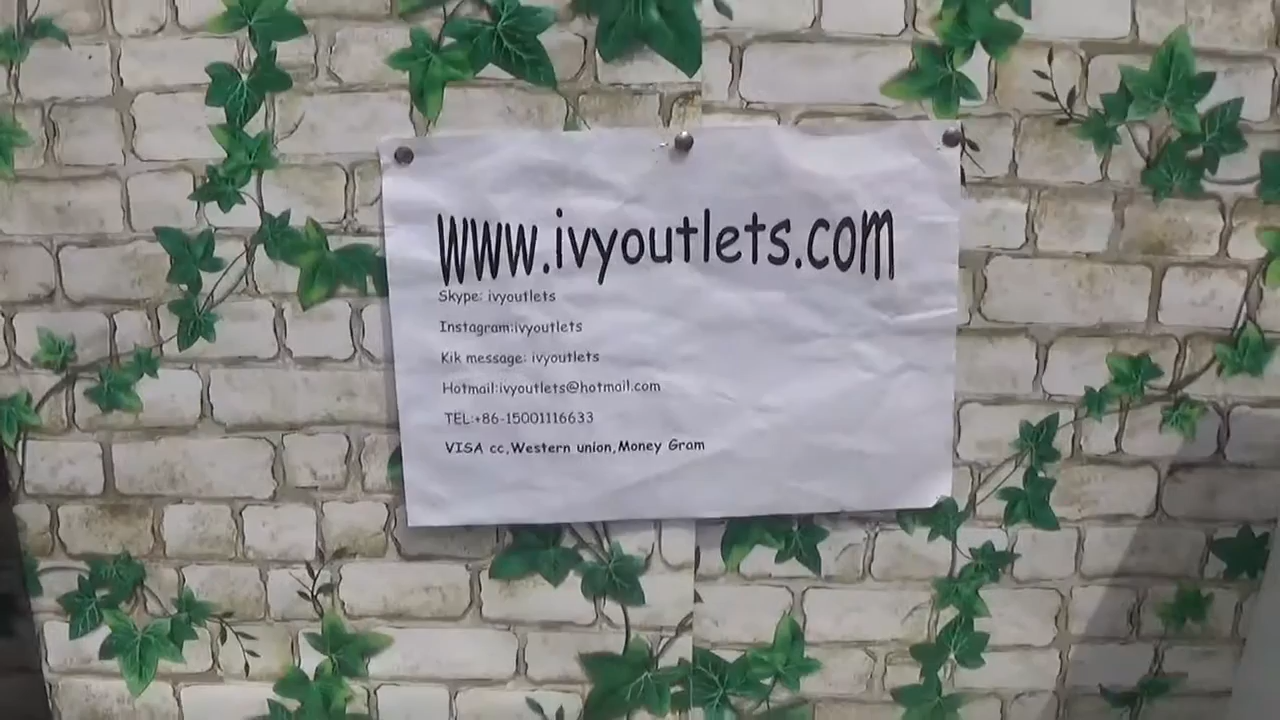 www.ivyoutlets.com
Skype: ivyoutlets
Instagram:ivyoutlets
Kik message: ivyoutlets
Hotmail:ivyoutlets@hotmail.com
TEL:+86-15001116633
VISA cc,Western union,Money Gram